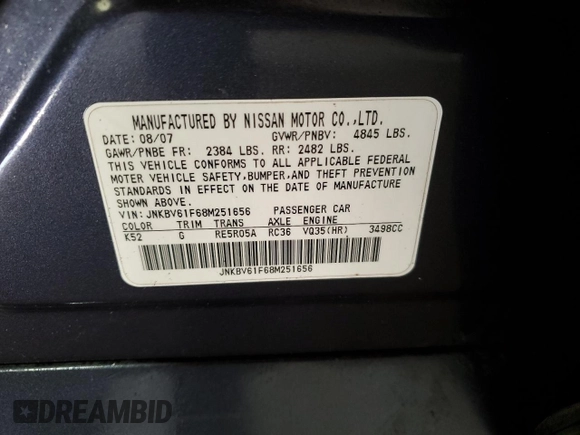 MANUFACTURED BY NISSAN MOTOR CO.,LTD.
DATE: 08/07 GVWR/PNBV: 4845 LBS.
GAWR/PNBE FR: 2384 LBS. RR: 2482 LBS.
THIS VEHICLE CONFORMS TO ALL APPLICABLE FEDERAL
MOTOR VEHICLE SAFETY,BUMPER,AND THEFT PREVENTION
STANDARDS IN EFFECT ON THE DATE OF MANUFACTURE
SHOWN ABOVE.
VIN: JNKBV61F68M251656 PASSENGER CAR
COLOR TRIM TRANS AXLE ENGINE
K52 G RE5R05A RC36 VQ35(HR) 3498CC
JNKBV61F68M251656
DREAMBID